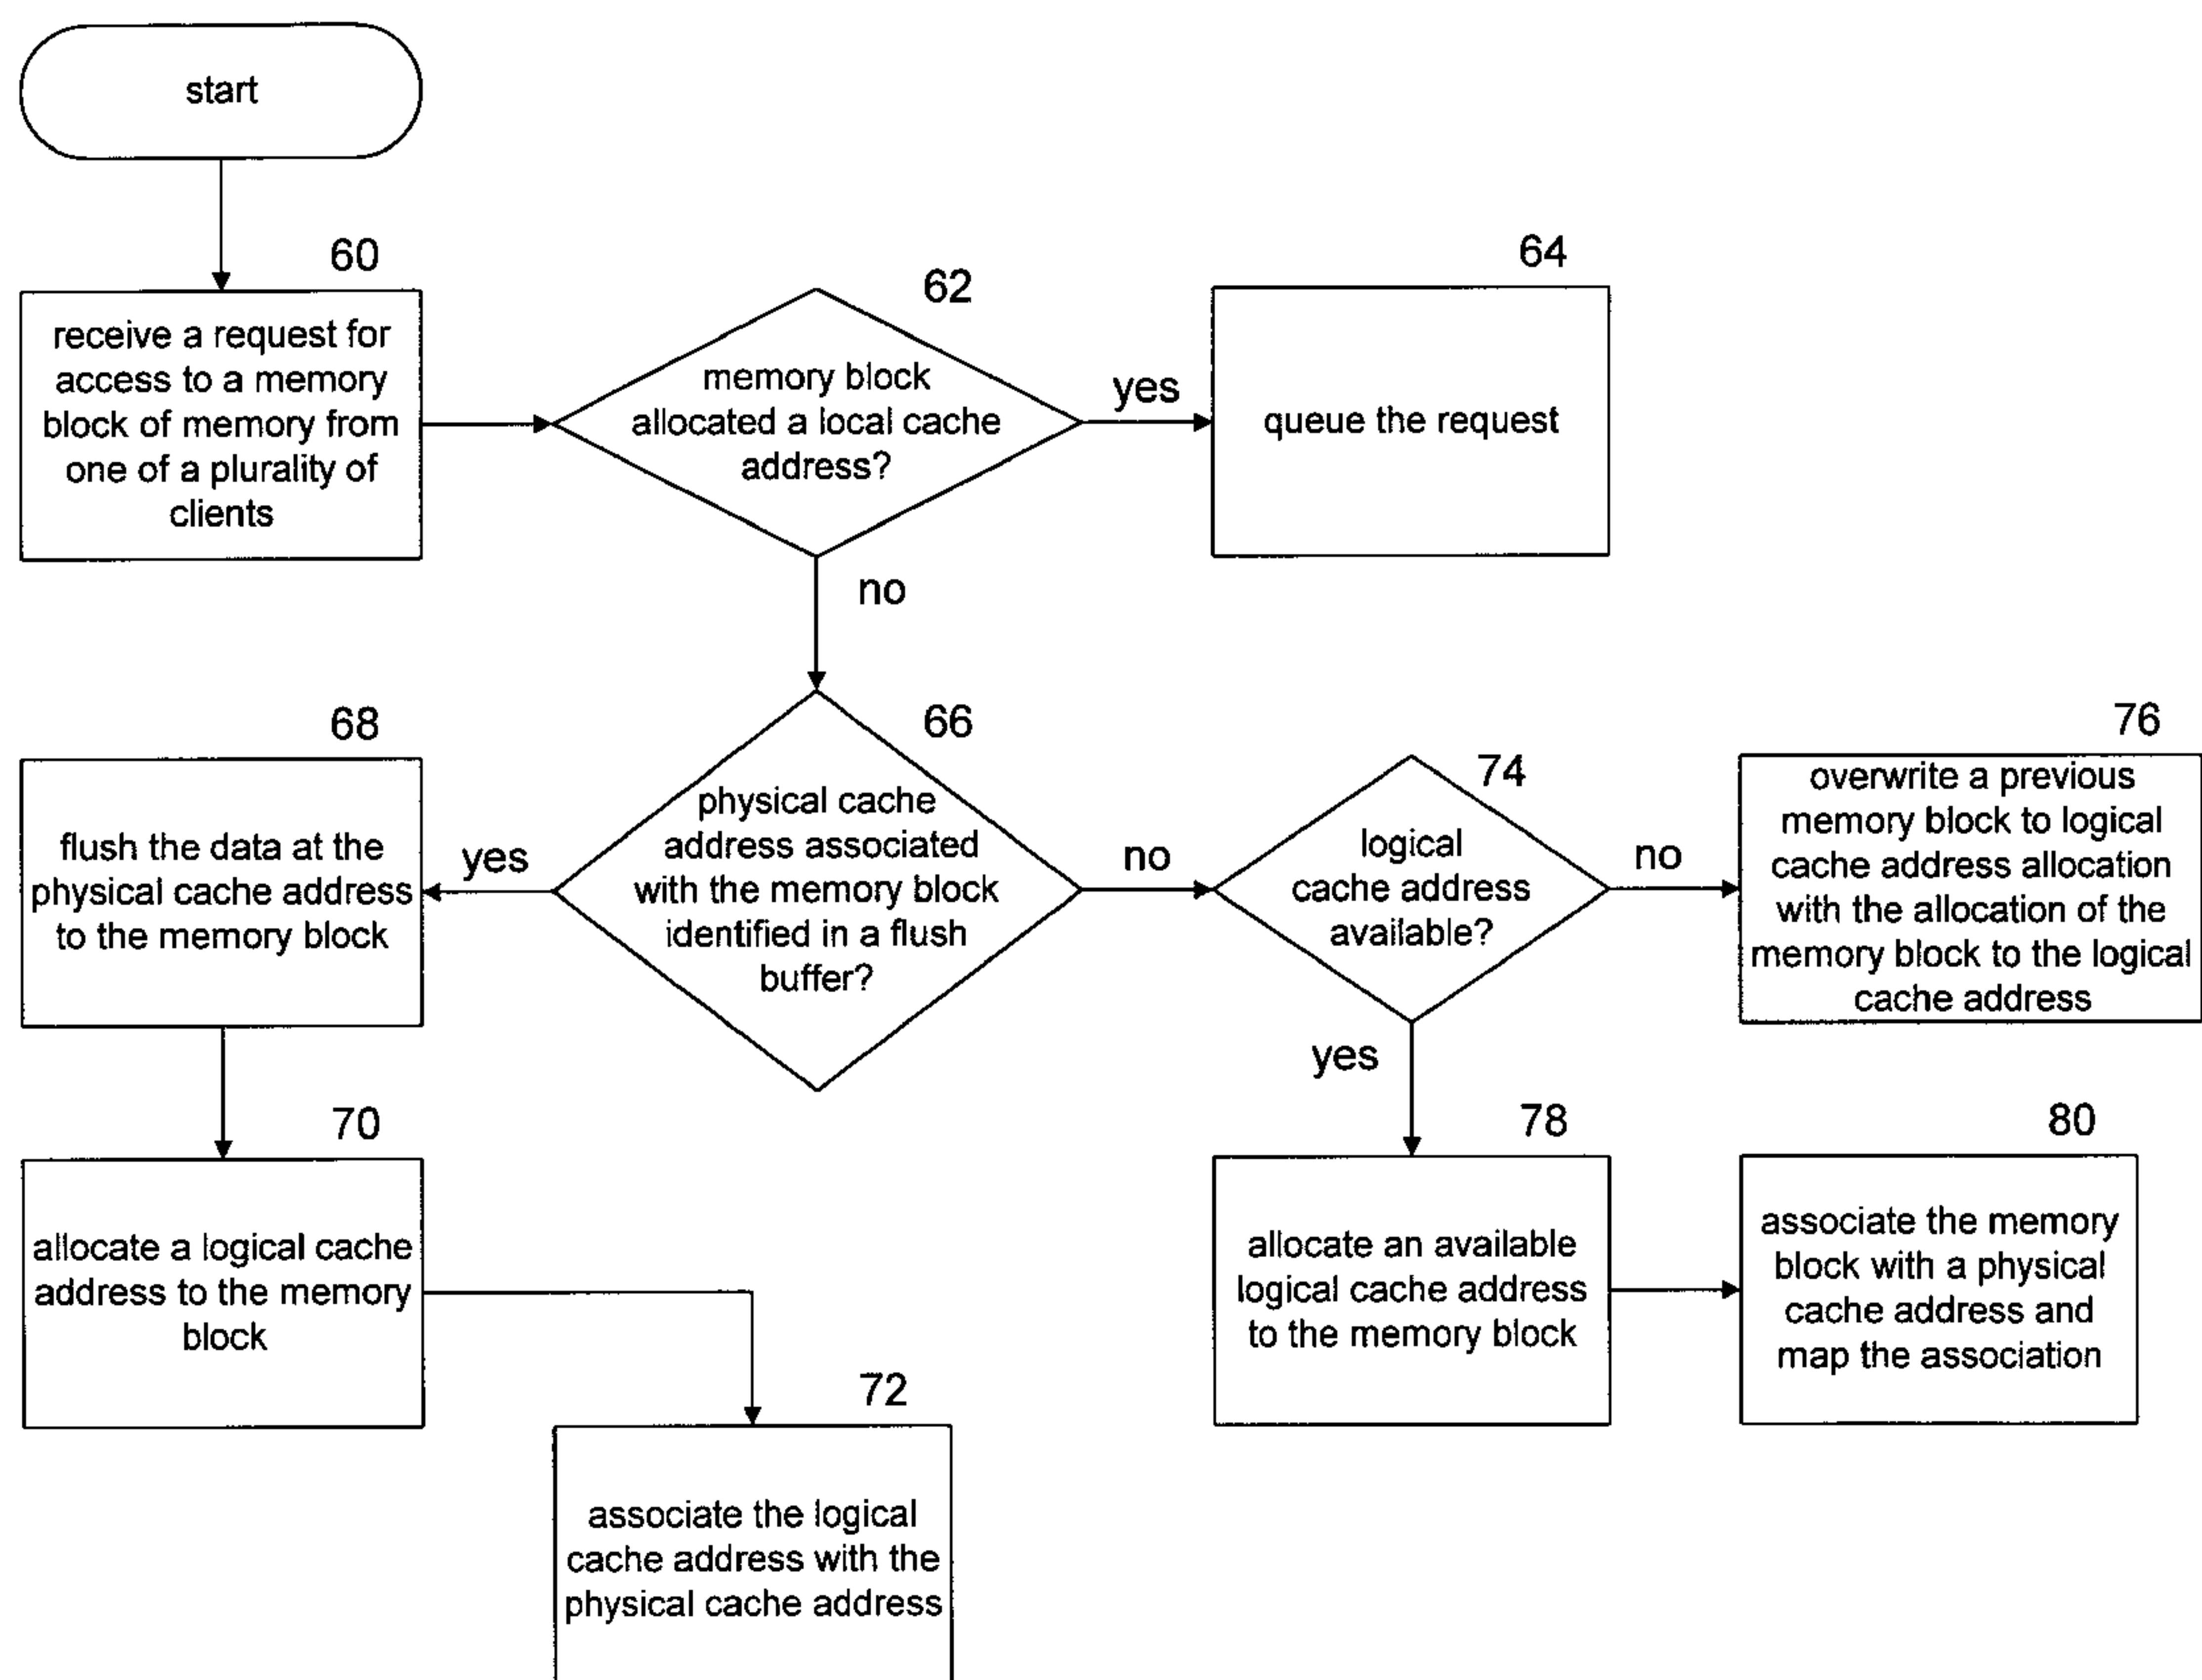 start
60
receive a request for
access to a memory
block of memory from
one of a plurality of
clients
62
memory block
allocated a local cache
address?
yes
64
queue the request
no
66
physical cache
address associated
with the memory block
identified in a flush
buffer?
yes
68
flush the data at the
physical cache address
to the memory block
70
allocate a logical cache
address to the memory
block
72
associate the logical
cache address with the
physical cache address
no
74
logical
cache address
available?
no
76
overwrite a previous
memory block to logical
cache address allocation
with the allocation of the
memory block to the logical
cache address
yes
78
allocate an available
logical cache address
to the memory block
80
associate the memory
block with a physical
cache address and
map the association